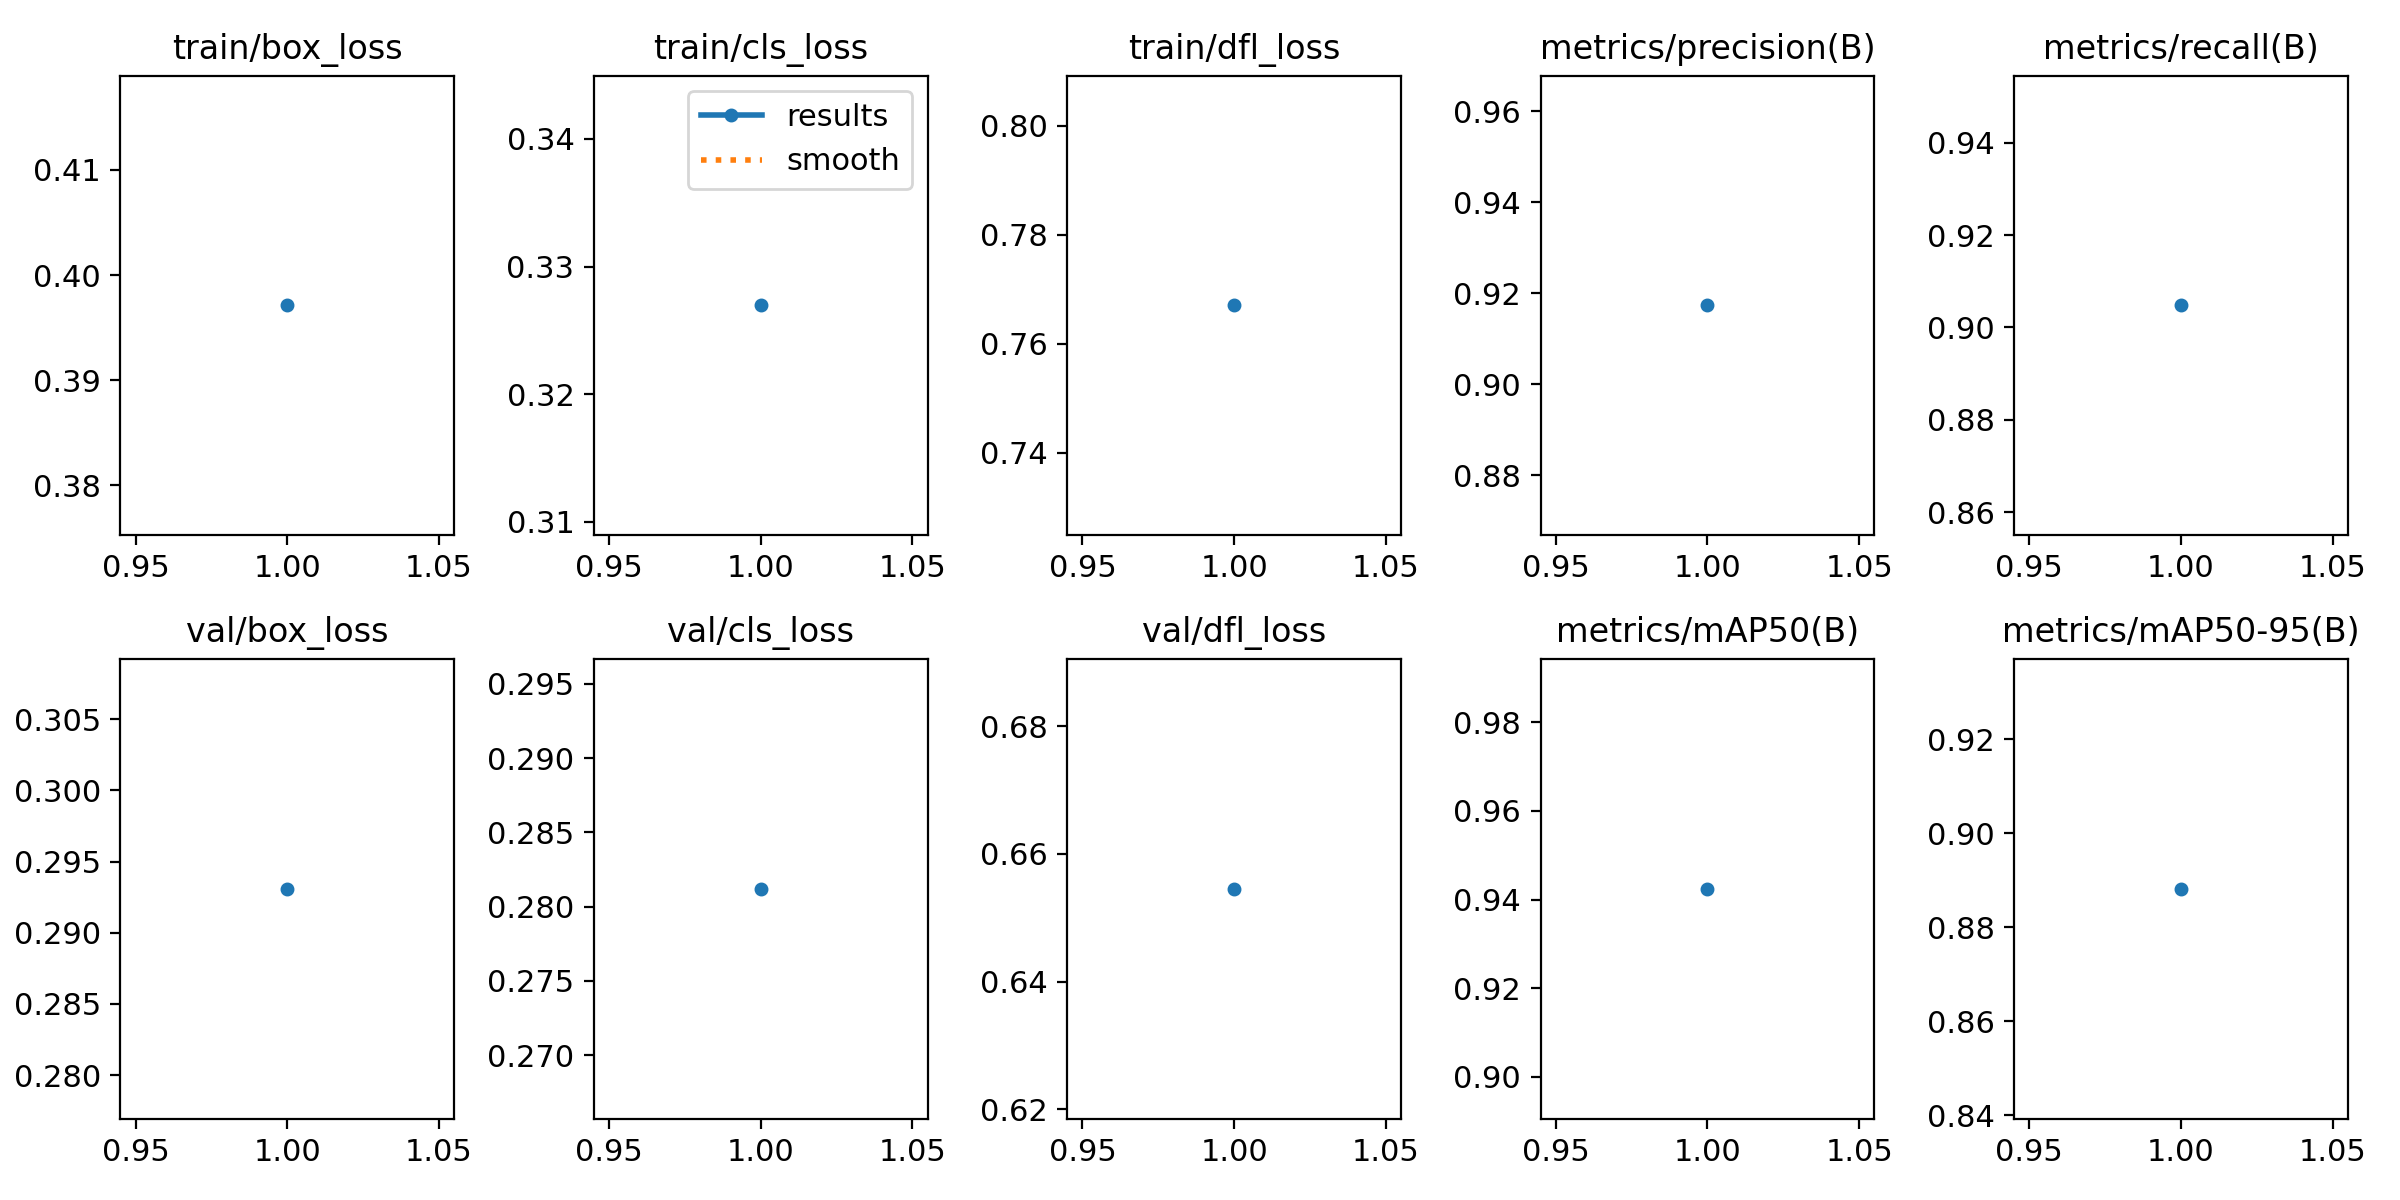 train/box_loss
0.41
0.40
0.39
0.38
0.95 1.00 1.05
train/cls_loss
results
smooth
0.34
0.33
0.32
0.31
0.95 1.00 1.05
train/dfl_loss
0.80
0.78
0.76
0.74
0.95 1.00 1.05
metrics/precision(B)
0.96
0.94
0.92
0.90
0.88
0.95 1.00 1.05
metrics/recall(B)
0.94
0.92
0.90
0.88
0.86
0.95 1.00 1.05
val/box_loss
0.305
0.300
0.295
0.290
0.285
0.280
0.95 1.00 1.05
val/cls_loss
0.295
0.290
0.285
0.280
0.275
0.270
0.95 1.00 1.05
val/dfl_loss
0.68
0.66
0.64
0.62
0.95 1.00 1.05
metrics/mAP50(B)
0.98
0.96
0.94
0.92
0.90
0.95 1.00 1.05
metrics/mAP50-95(B)
0.92
0.90
0.88
0.86
0.84
0.95 1.00 1.05